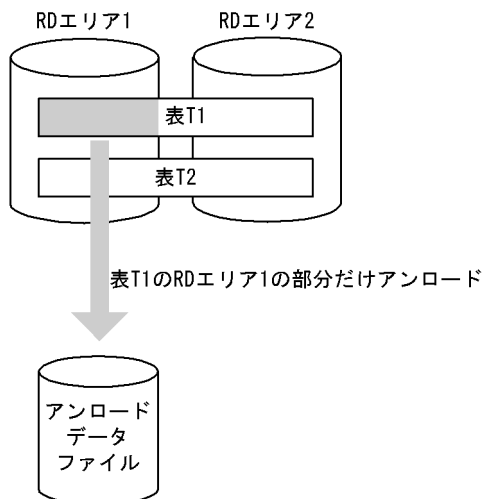 RDエリア1
RDエリア2
表T1
表T2
表T1のRDエリア1の部分だけアンロード
アンロード
データ
ファイル